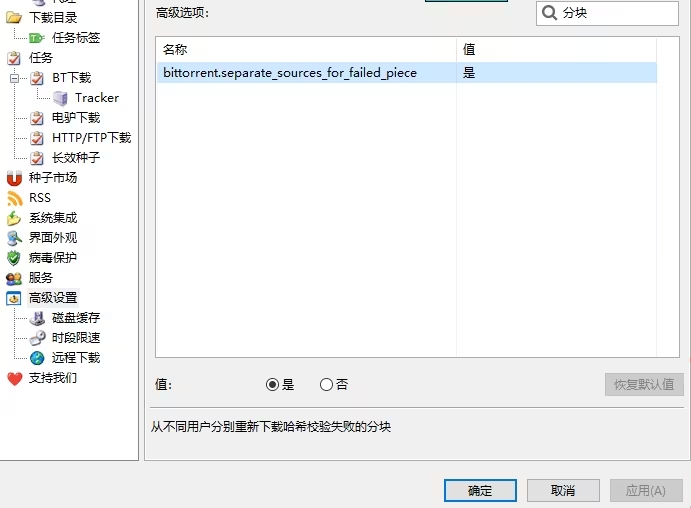 下载目录
任务标签
任务
BT下载
Tracker
电驴下载
HTTP/FTP下载
长效种子
种子市场
RSS
系统集成
界面外观
病毒保护
服务
高级设置
磁盘缓存
时段限速
远程下载
支持我们
高级选项:
分块
名称 值
bittorrent.separate_sources_for_failed_piece 是
值: 是 否 恢复默认值
从不同用户分别重新下载哈希校验失败的分块
确定 取消 应用(A)